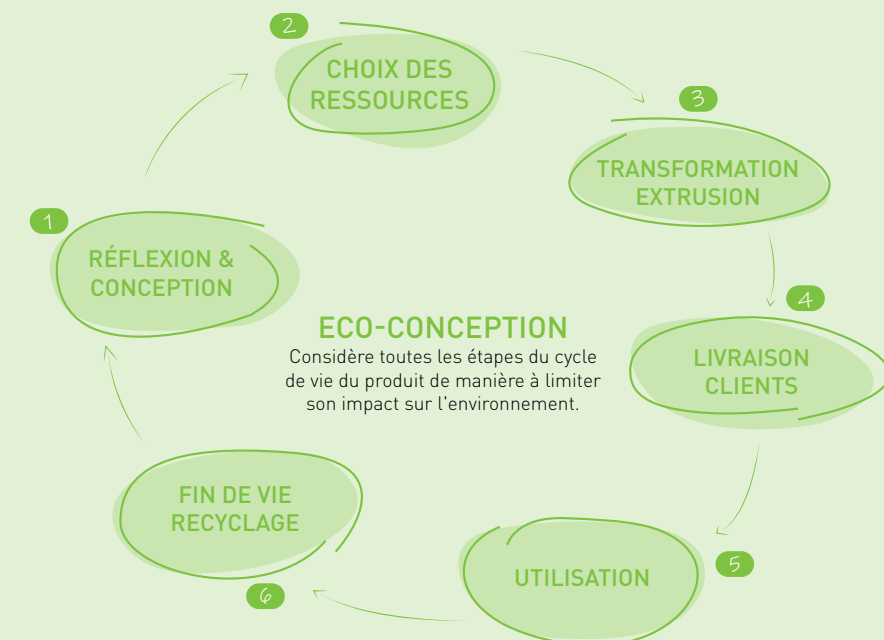 2
CHOIX DES
RESSOURCES
3
TRANSFORMATION
EXTRUSION
1
RÉFLEXION &
CONCEPTION
4
LIVRAISON
CLIENTS
ECO-CONCEPTION
Considère toutes les étapes du cycle
de vie du produit de manière à limiter
son impact sur l'environnement.
FIN DE VIE
RECYCLAGE
6
5
UTILISATION